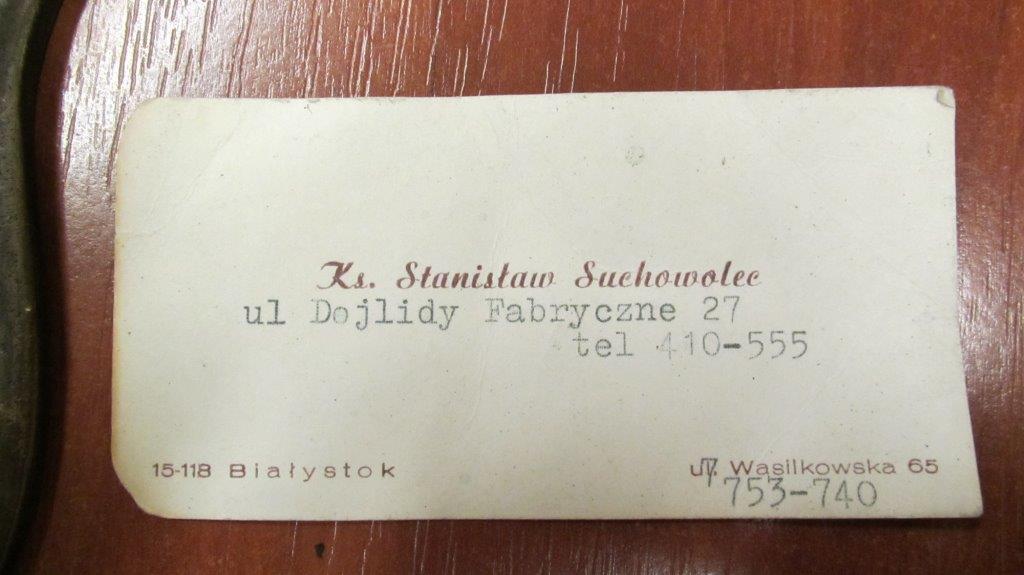 Ks. Stanisław Suchowolec
ul Dojlidy Fabryczne 27
tel 410-555
15-118 Białystok
ul. Wasilkowska 65
753-740